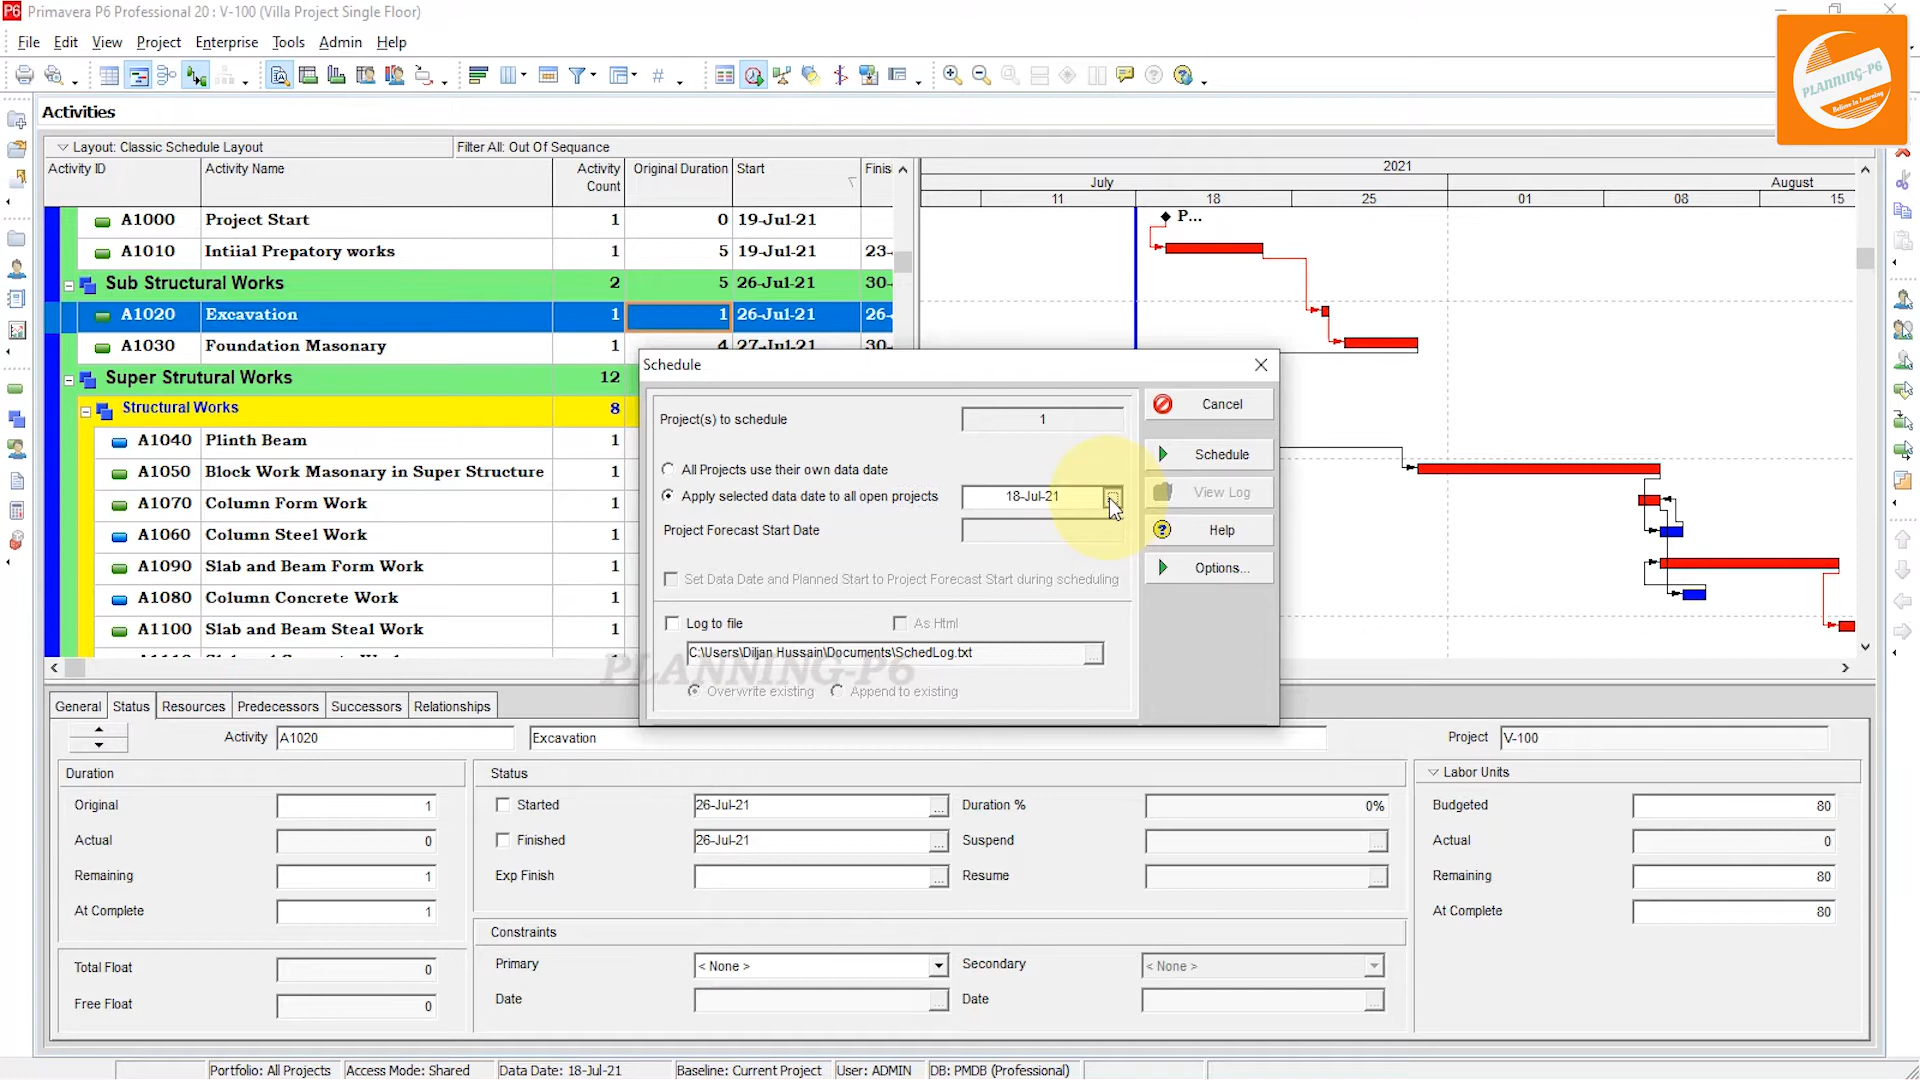 Primavera P6 Professional 20 : V-100 (Villa Project Single Floor)
File Edit View Project Enterprise Tools Admin Help
PLANNING-P6
Believe In Learning
Activities
Layout: Classic Schedule Layout
Filter All: Out Of Sequence
Activity ID Activity Name Activity Count Original Duration Start Finis
2021
July August
11 18 25 01 08 15
A1000 Project Start 1 0 19-Jul-21
P...
A1010 Intiial Prepatory works 1 5 19-Jul-21 23-
Sub Structural Works 2 5 26-Jul-21 30-
A1020 Excavation 1 1 26-Jul-21 26-
A1030 Foundation Masonary 1 4 27-Jul-21 30-
Super Strutural Works 12
Structural Works 8
A1040 Plinth Beam 1
A1050 Block Work Masonary in Super Structure 1
A1070 Column Form Work 1
A1060 Column Steel Work 1
A1090 Slab and Beam Form Work 1
A1080 Column Concrete Work 1
A1100 Slab and Beam Steal Work 1
Schedule
Project(s) to schedule 1
All Projects use their own data date
Apply selected data date to all open projects 18-Jul-21
Project Forecast Start Date
Set Data Date and Planned Start to Project Forecast Start during scheduling
Log to file As Html
C:\Users\Diljan Hussain\Documents\SchedLog.txt
Overwrite existing Append to existing
Cancel
Schedule
View Log
Help
Options...
PLANNING-P6
General Status Resources Predecessors Successors Relationships
Activity A1020 Excavation Project V-100
Duration
Original 1
Actual 0
Remaining 1
At Complete 1
Total Float 0
Free Float 0
Status
Started 26-Jul-21 Duration % 0%
Finished 26-Jul-21 Suspend
Exp Finish Resume
Constraints
Primary < None > Secondary < None >
Date Date
Labor Units
Budgeted 80
Actual 0
Remaining 80
At Complete 80
Portfolio: All Projects Access Mode: Shared Data Date: 18-Jul-21 Baseline: Current Project User: ADMIN DB: PMDB (Professional)